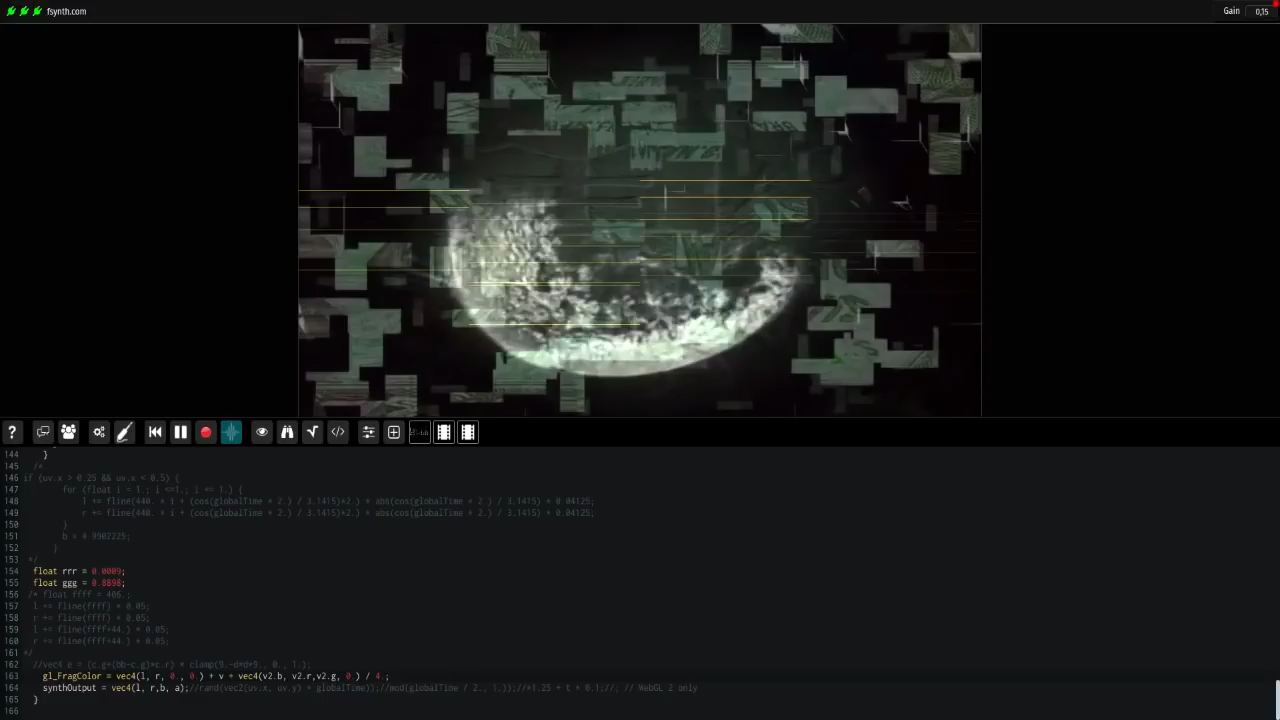 fsynth.com
Gain 0,15
144 }
145 /*
146 if (uv.x > 0.25 && uv.x < 0.5) {
147 for (float i = 1.; i <=1.; i += 1.) {
148 l += fline(440. * i + (cos(globalTime * 2.) / 3.1415)*2.) * abs(cos(globalTime * 2.) / 3.1415) * 0.04125;
149 r += fline(440. * i + (cos(globalTime * 2.) / 3.1415)*2.) * abs(cos(globalTime * 2.) / 3.1415) * 0.04125;
150 }
151 b = 0.9902225;
152 }
153 */
154 float rrr = 0.0009;
155 float ggg = 0.8898;
156 /* float ffff = 406.;
157 l += fline(ffff) * 0.05;
158 r += fline(ffff) * 0.05;
159 l += fline(ffff+44.) * 0.05;
160 r += fline(ffff+44.) * 0.05;
161 */
162 //vec4 e = (c.g+(bb-c.g)*c.r) * clamp(9.-d*d*9., 0., 1.);
163 gl_FragColor = vec4(l, r, 0., 0.) + v + vec4(v2.b, v2.r,v2.g, 0.) / 4.;
164 synthOutput = vec4(l, r,b, a);//rand(vec2(uv.x, uv.y) * globalTime));//mod(globalTime / 2., 1.));//*1.25 + t * 0.1;//; // WebGL 2 only
165 }
166